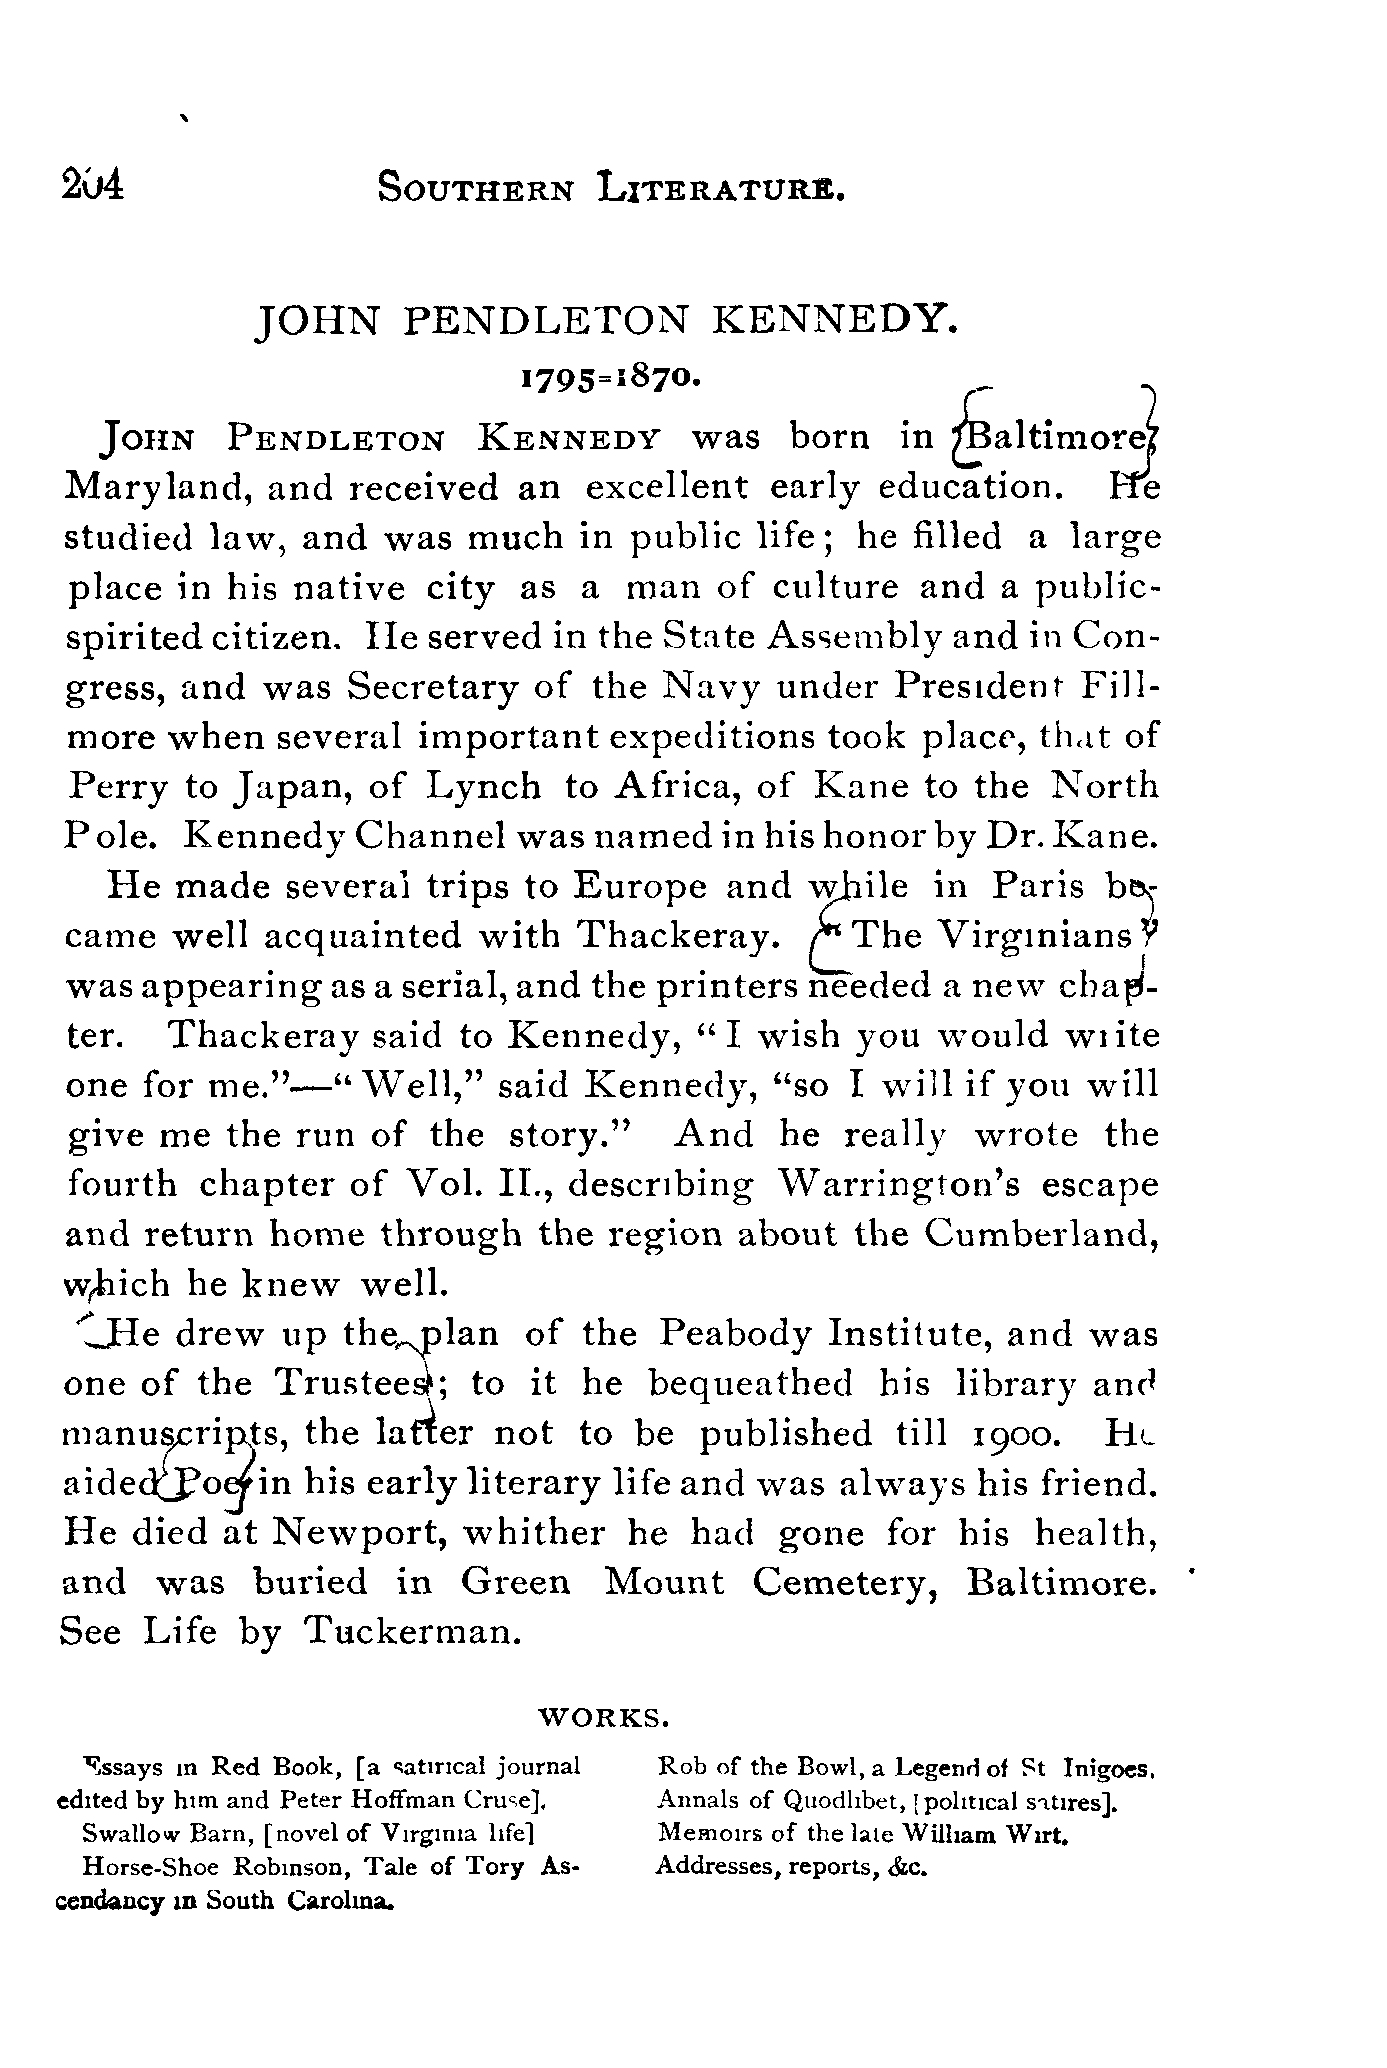 204 SOUTHERN LITERATURE.
JOHN PENDLETON KENNEDY.
1795=1870.
JOHN PENDLETON KENNEDY was born in Baltimore,
Maryland, and received an excellent early education. He
studied law, and was much in public life; he filled a large
place in his native city as a man of culture and a public-
spirited citizen. He served in the State Assembly and in Con-
gress, and was Secretary of the Navy under President Fill-
more when several important expeditions took place, that of
Perry to Japan, of Lynch to Africa, of Kane to the North
Pole. Kennedy Channel was named in his honor by Dr. Kane.
He made several trips to Europe and while in Paris be-
came well acquainted with Thackeray. "The Virginians"
was appearing as a serial, and the printers needed a new chap-
ter. Thackeray said to Kennedy, "I wish you would write
one for me."—"Well," said Kennedy, "so I will if you will
give me the run of the story." And he really wrote the
fourth chapter of Vol. II., describing Warrington's escape
and return home through the region about the Cumberland,
which he knew well.
He drew up the plan of the Peabody Institute, and was
one of the Trustees; to it he bequeathed his library and
manuscripts, the latter not to be published till 1900. He
aided Poe in his early literary life and was always his friend.
He died at Newport, whither he had gone for his health,
and was buried in Green Mount Cemetery, Baltimore.
See Life by Tuckerman.
WORKS.
Essays in Red Book, [a satirical journal
edited by him and Peter Hoffman Cruse].
Swallow Barn, [novel of Virginia life]
Horse-Shoe Robinson, Tale of Tory As-
cendancy in South Carolina.
Rob of the Bowl, a Legend of St Inigoes.
Annals of Quodlibet, [political satires].
Memoirs of the late William Wirt.
Addresses, reports, &c.